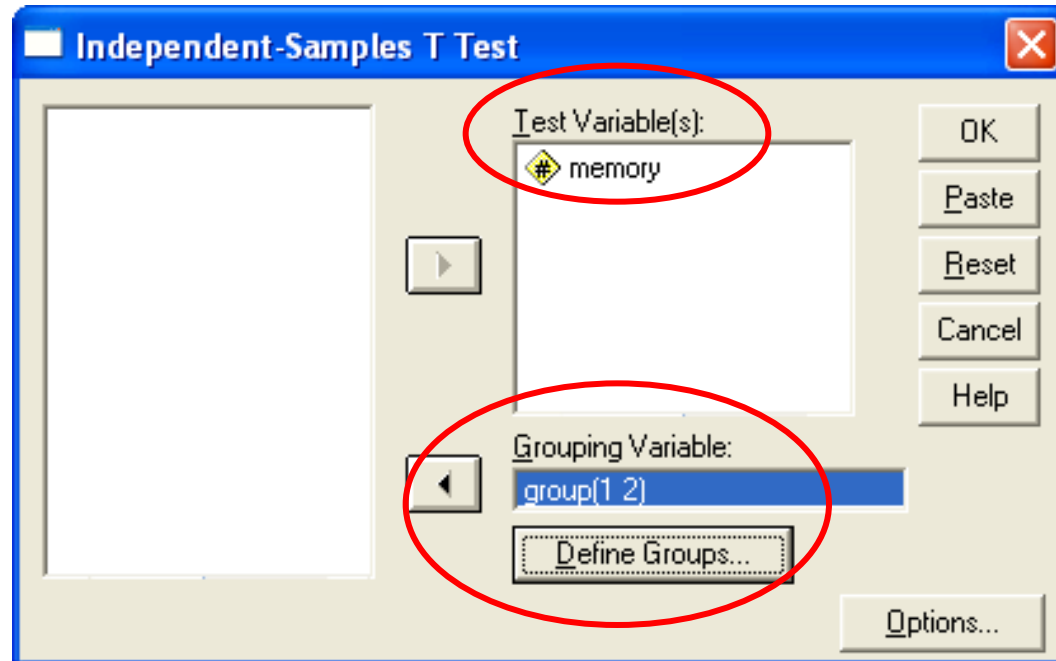 Independent-Samples T Test
Test Variable(s):
# memory
OK
Paste
Reset
Cancel
Help
Grouping Variable:
group(1 2)
Define Groups...
Options...